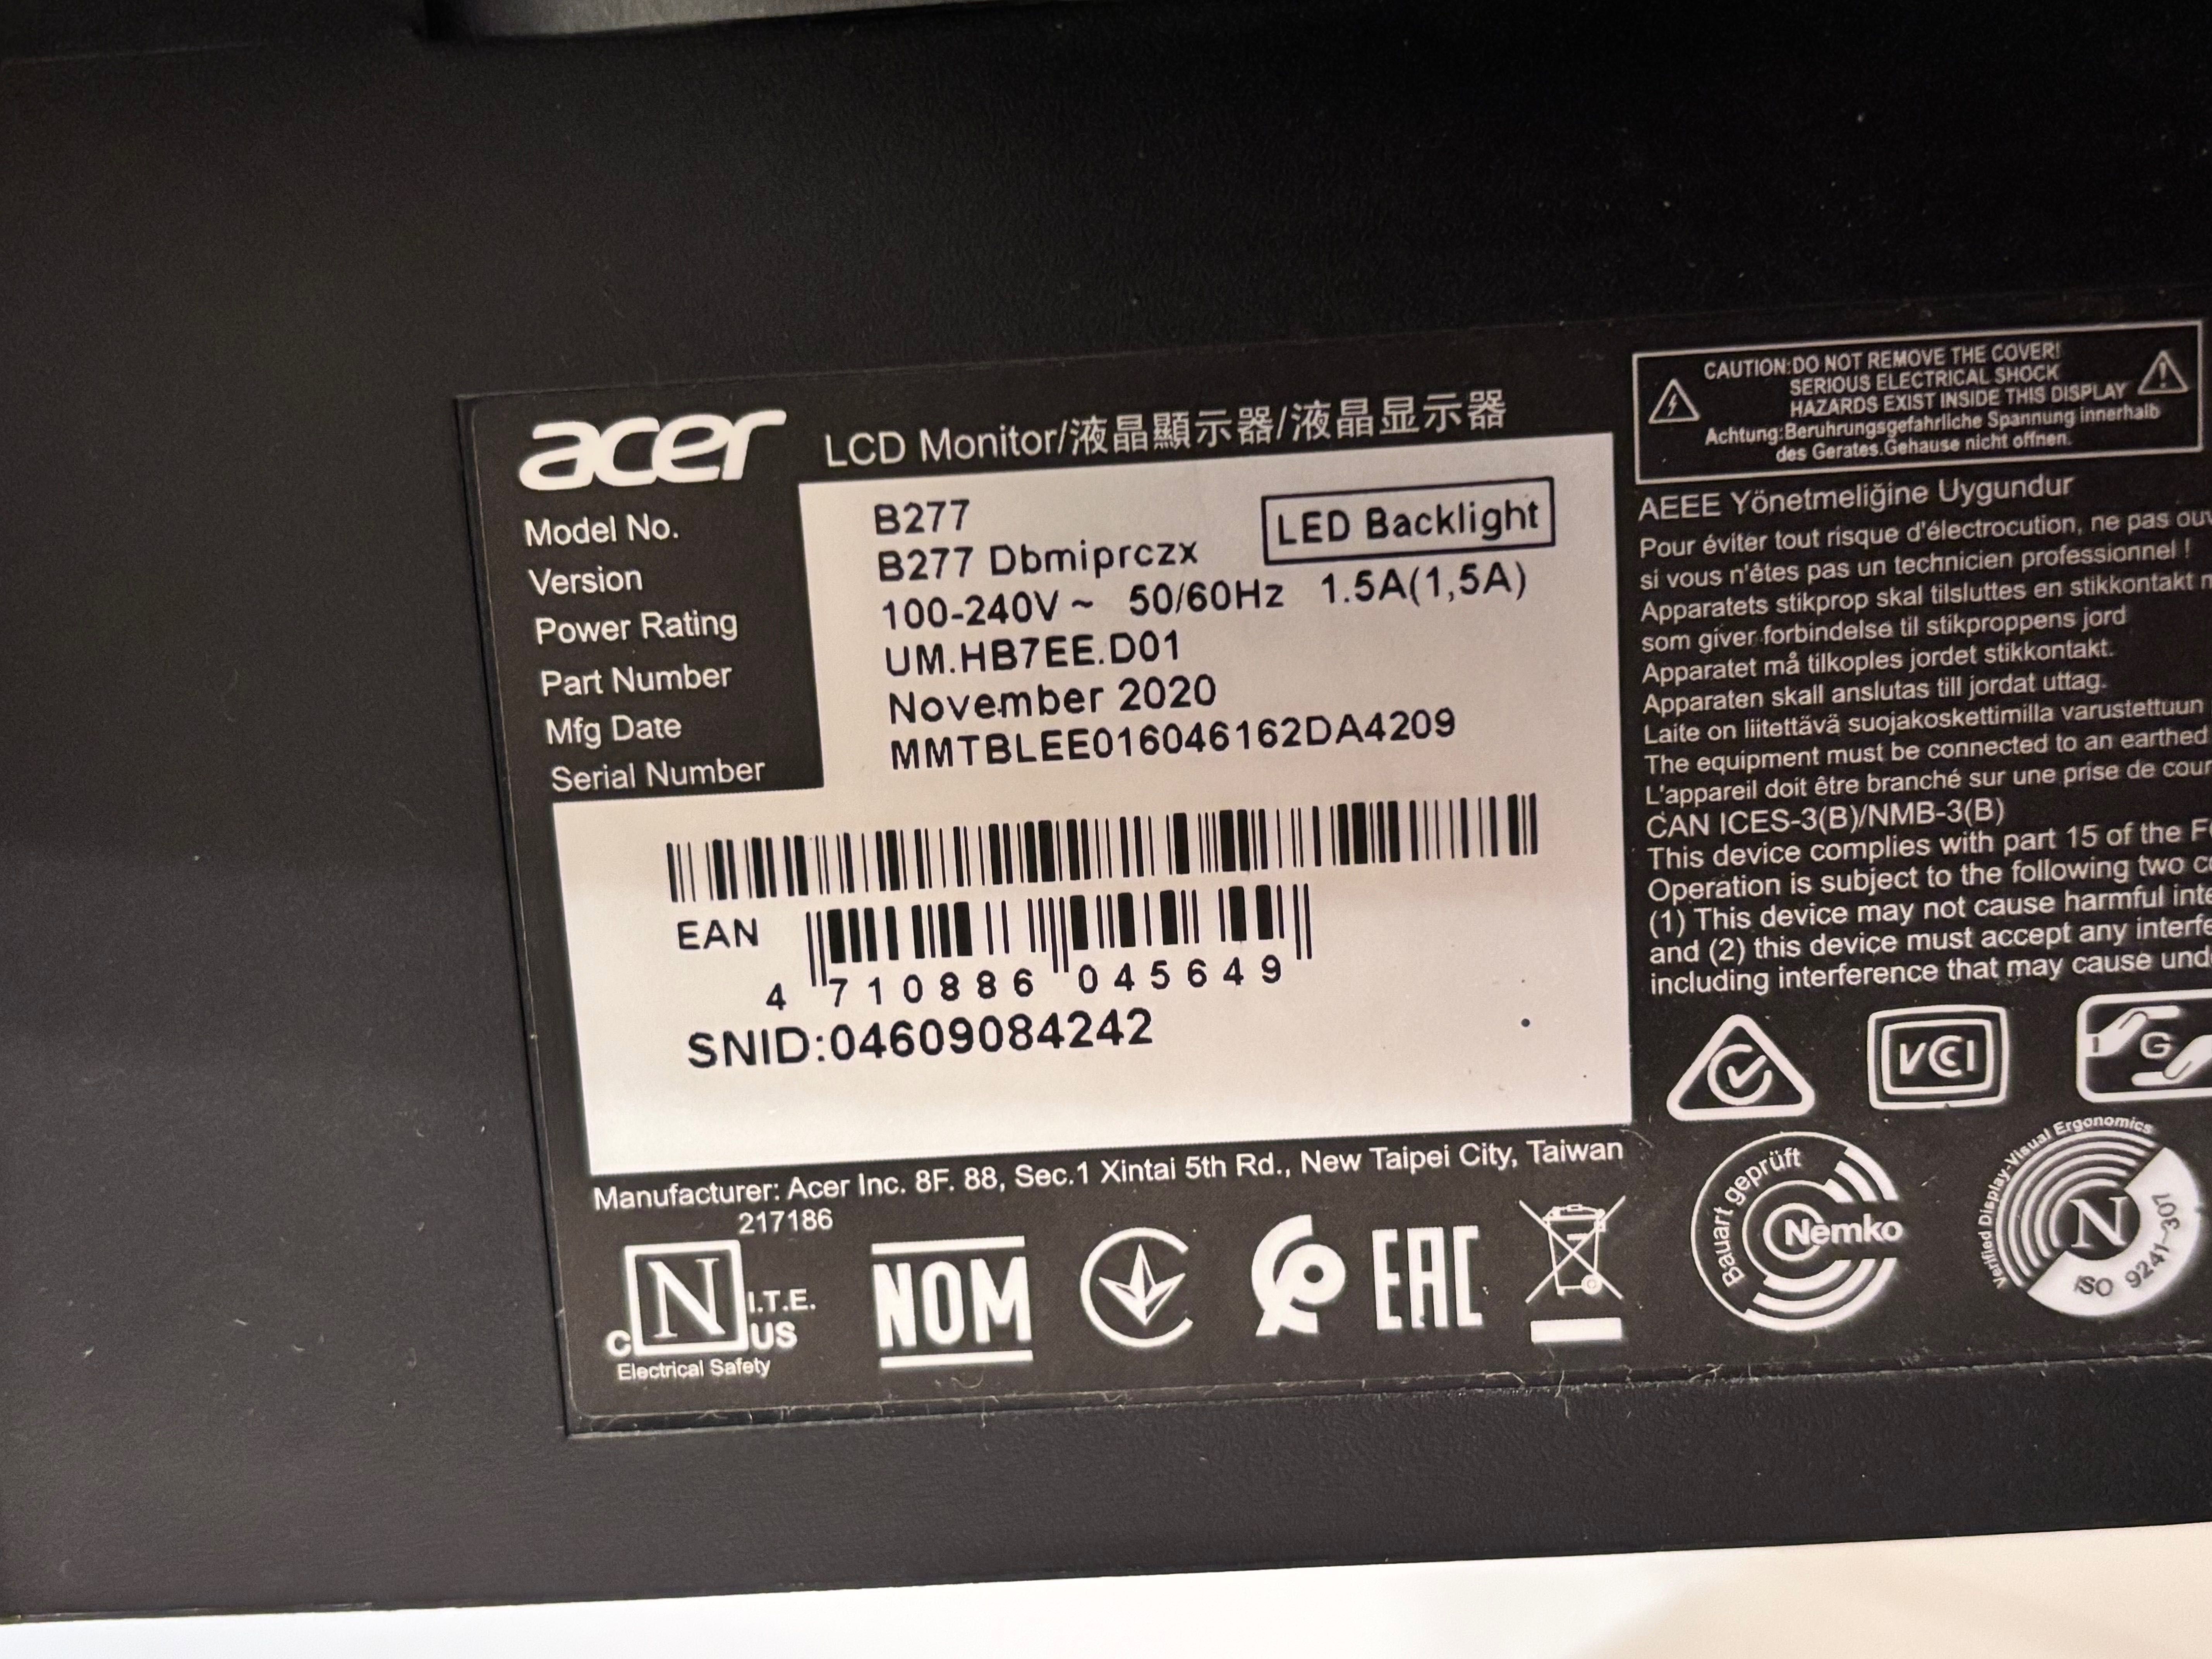 acer LCD Monitor/液晶顯示器/液晶显示器
Model No. B277
LED Backlight
Version B277 Dbmiprczx
Power Rating 100-240V ~ 50/60Hz 1.5A(1,5A)
Part Number UM.HB7EE.D01
Mfg Date November 2020
Serial Number MMTBLEE016046162DA4209
EAN
4 710886 045649
SNID:04609084242
Manufacturer: Acer Inc. 8F. 88, Sec.1 Xintai 5th Rd., New Taipei City, Taiwan
217186
N
I.T.E.
C US
Electrical Safety
NOM
EAC
CAUTION:DO NOT REMOVE THE COVER!
SERIOUS ELECTRICAL SHOCK
HAZARDS EXIST INSIDE THIS DISPLAY
Achtung:Beruhrungsgefahrliche Spannung innerhalb
des Gerates.Gehause nicht offnen.
AEEE Yönetmeliğine Uygundur
Pour éviter tout risque d'électrocution, ne pas
si vous n'êtes pas un technicien professionnel !
Apparatets stikprop skal tilsluttes en stikkontakt
som giver forbindelse til stikproppens jord
Apparatet må tilkoples jordet stikkontakt.
Apparaten skall anslutas till jordat uttag.
Laite on liitettävä suojakoskettimilla varustettuun
The equipment must be connected to an earthed
L'appareil doit être branché sur une prise de
CAN ICES-3(B)/NMB-3(B)
This device complies with part 15 of the
Operation is subject to the following two
(1) This device may not cause harmful
and (2) this device must accept any
including interference that may cause
VCI
G
Bauart geprüft
Nemko
Verified Display-Visual Ergonomics
N
ISO 9241-307